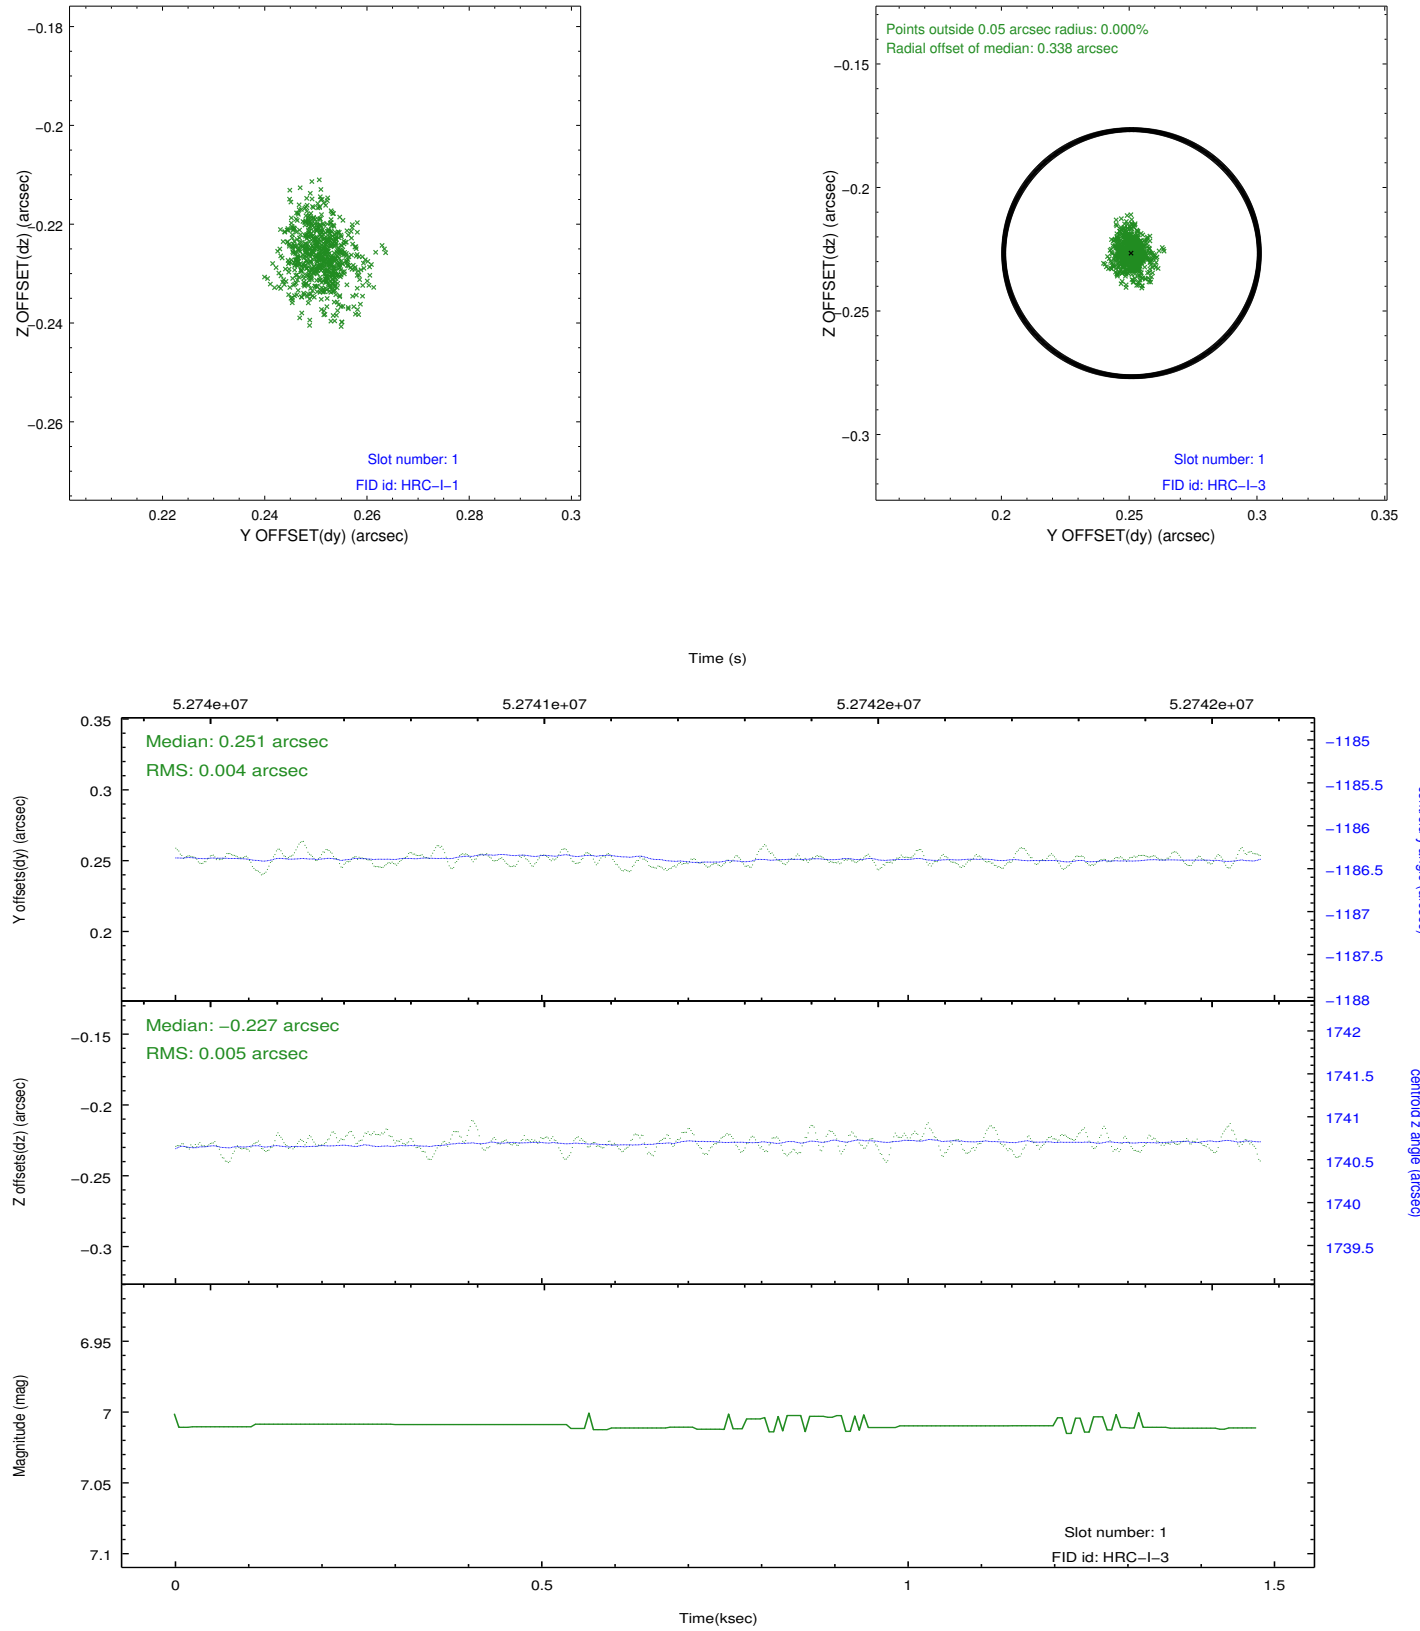 −0.18
−0.2
−0.22
−0.24
−0.26
Z OFFSET(dz) (arcsec)
Slot number: 1
FID id: HRC−I−1
0.22
0.24
0.26
0.28
0.3
Y OFFSET(dy) (arcsec)
Points outside 0.05 arcsec radius: 0.000%
Radial offset of median: 0.338 arcsec
−0.15
−0.2
−0.25
−0.3
Z OFFSET(dz) (arcsec)
Slot number: 1
FID id: HRC−I−3
0.2
0.25
0.3
0.35
Y OFFSET(dy) (arcsec)
Time (s)
5.274e+07
5.2741e+07
5.2742e+07
5.2742e+07
0.35
0.3
0.25
0.2
Y offsets(dy) (arcsec)
Median: 0.251 arcsec
RMS: 0.004 arcsec
−1185
−1185.5
−1186
−1186.5
−1187
−1187.5
−1188
−0.15
−0.2
−0.25
−0.3
Z offsets(dz) (arcsec)
Median: −0.227 arcsec
RMS: 0.005 arcsec
1742
1741.5
1741
1740.5
1740
1739.5
centroid z angle (arcsec)
6.95
7
7.05
7.1
Magnitude (mag)
Slot number: 1
FID id: HRC−I−3
0
0.5
1
1.5
Time(ksec)